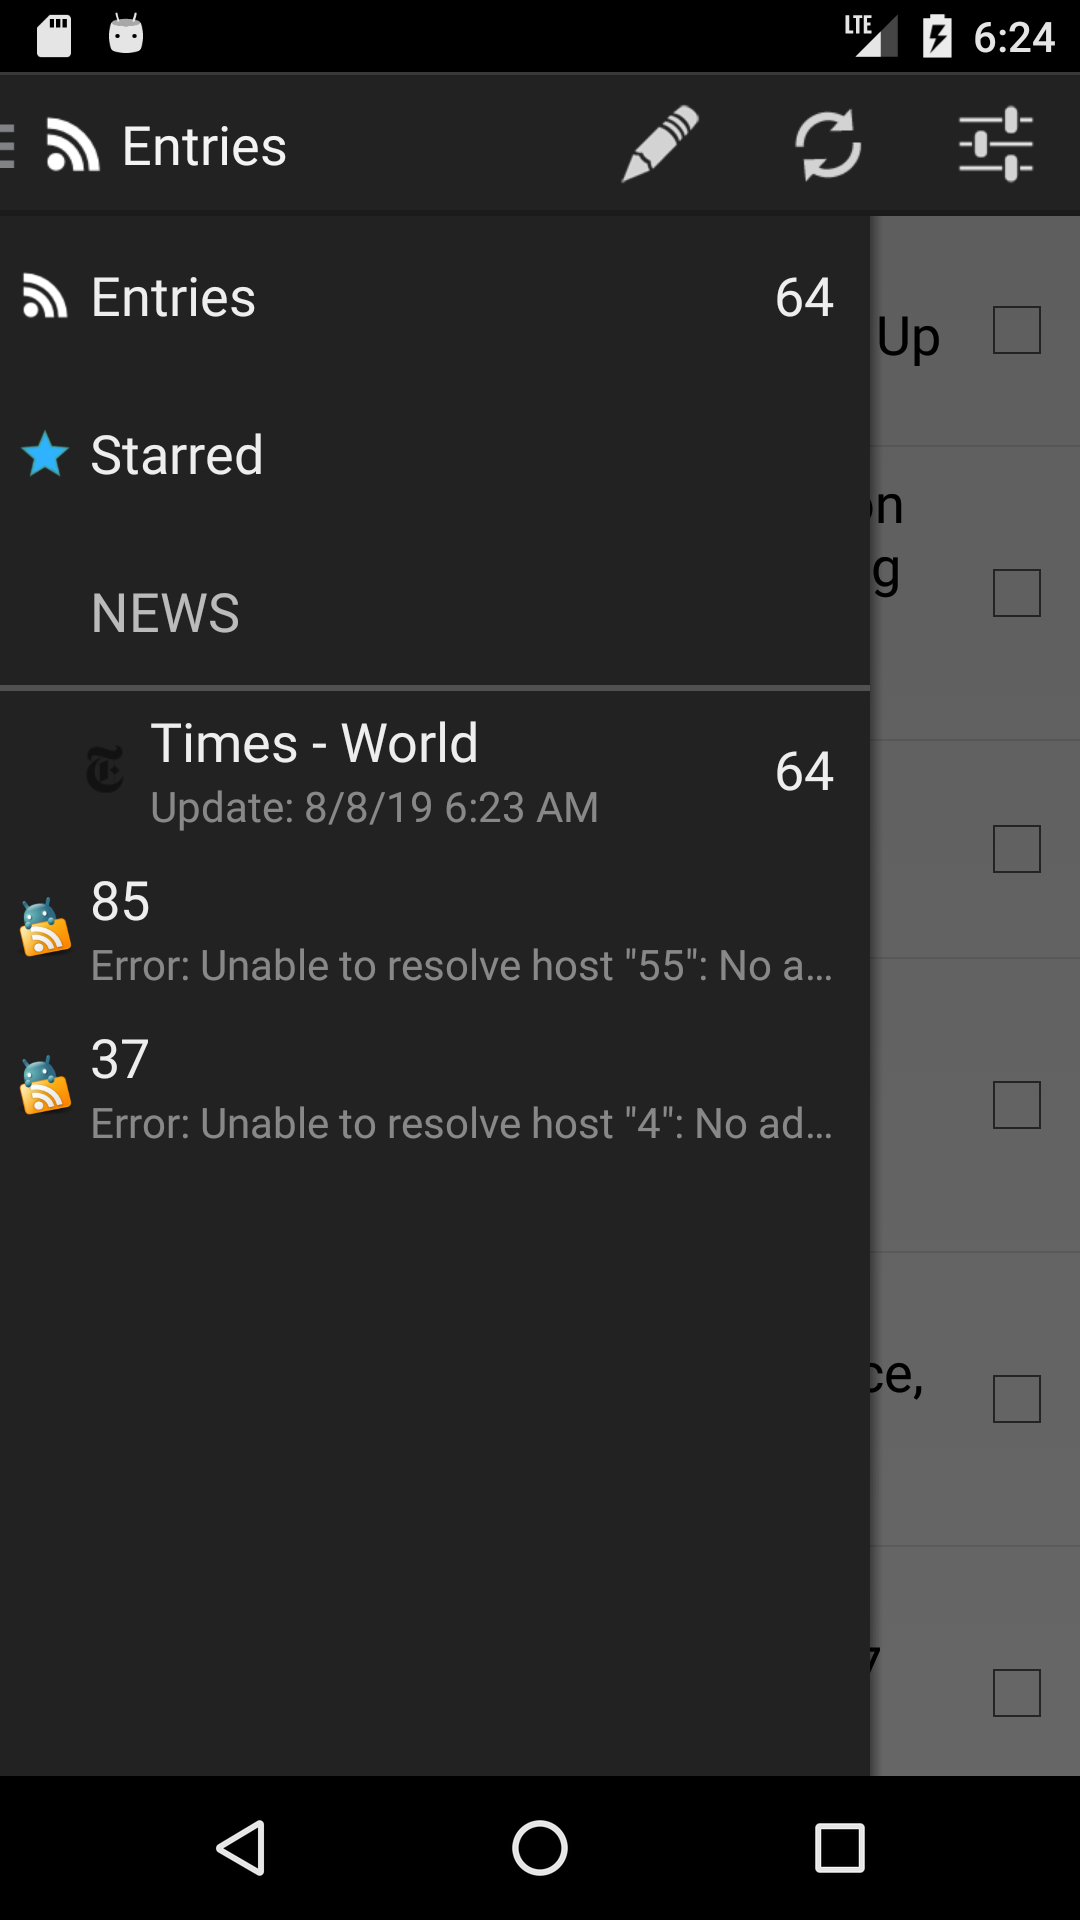 LTE 6:24
Entries
Entries 64
Up
Starred
on
g
NEWS
Times - World 64
Update: 8/8/19 6:23 AM
85
Error: Unable to resolve host "55": No a...
37
Error: Unable to resolve host "4": No ad...
ce,